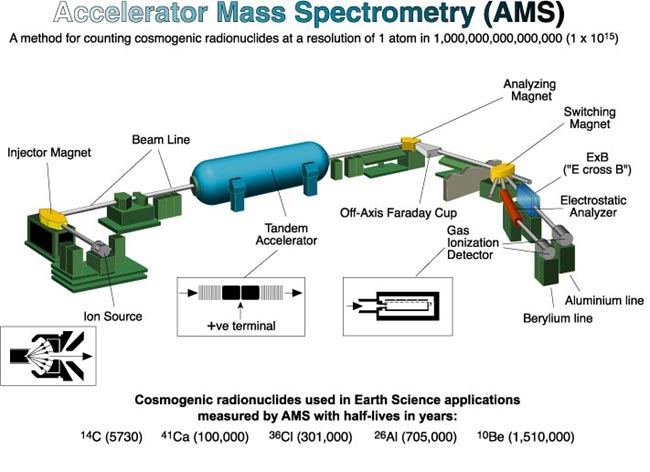 Accelerator Mass Spectrometry (AMS)
A method for counting cosmogenic radionuclides at a resolution of 1 atom in 1,000,000,000,000,000 (1 x 10¹⁵)
Analyzing
Magnet
Switching
Magnet
Beam Line
Injector Magnet
ExB
("E cross B")
Off-Axis Faraday Cup
Electrostatic
Analyzer
Tandem
Accelerator
Gas
Ionization
Detector
Ion Source
+ve terminal
Aluminium line
Berylium line
Cosmogenic radionuclides used in Earth Science applications
measured by AMS with half-lives in years:
¹⁴C (5730) ⁴¹Ca (100,000) ³⁶Cl (301,000) ²⁶Al (705,000) ¹⁰Be (1,510,000)